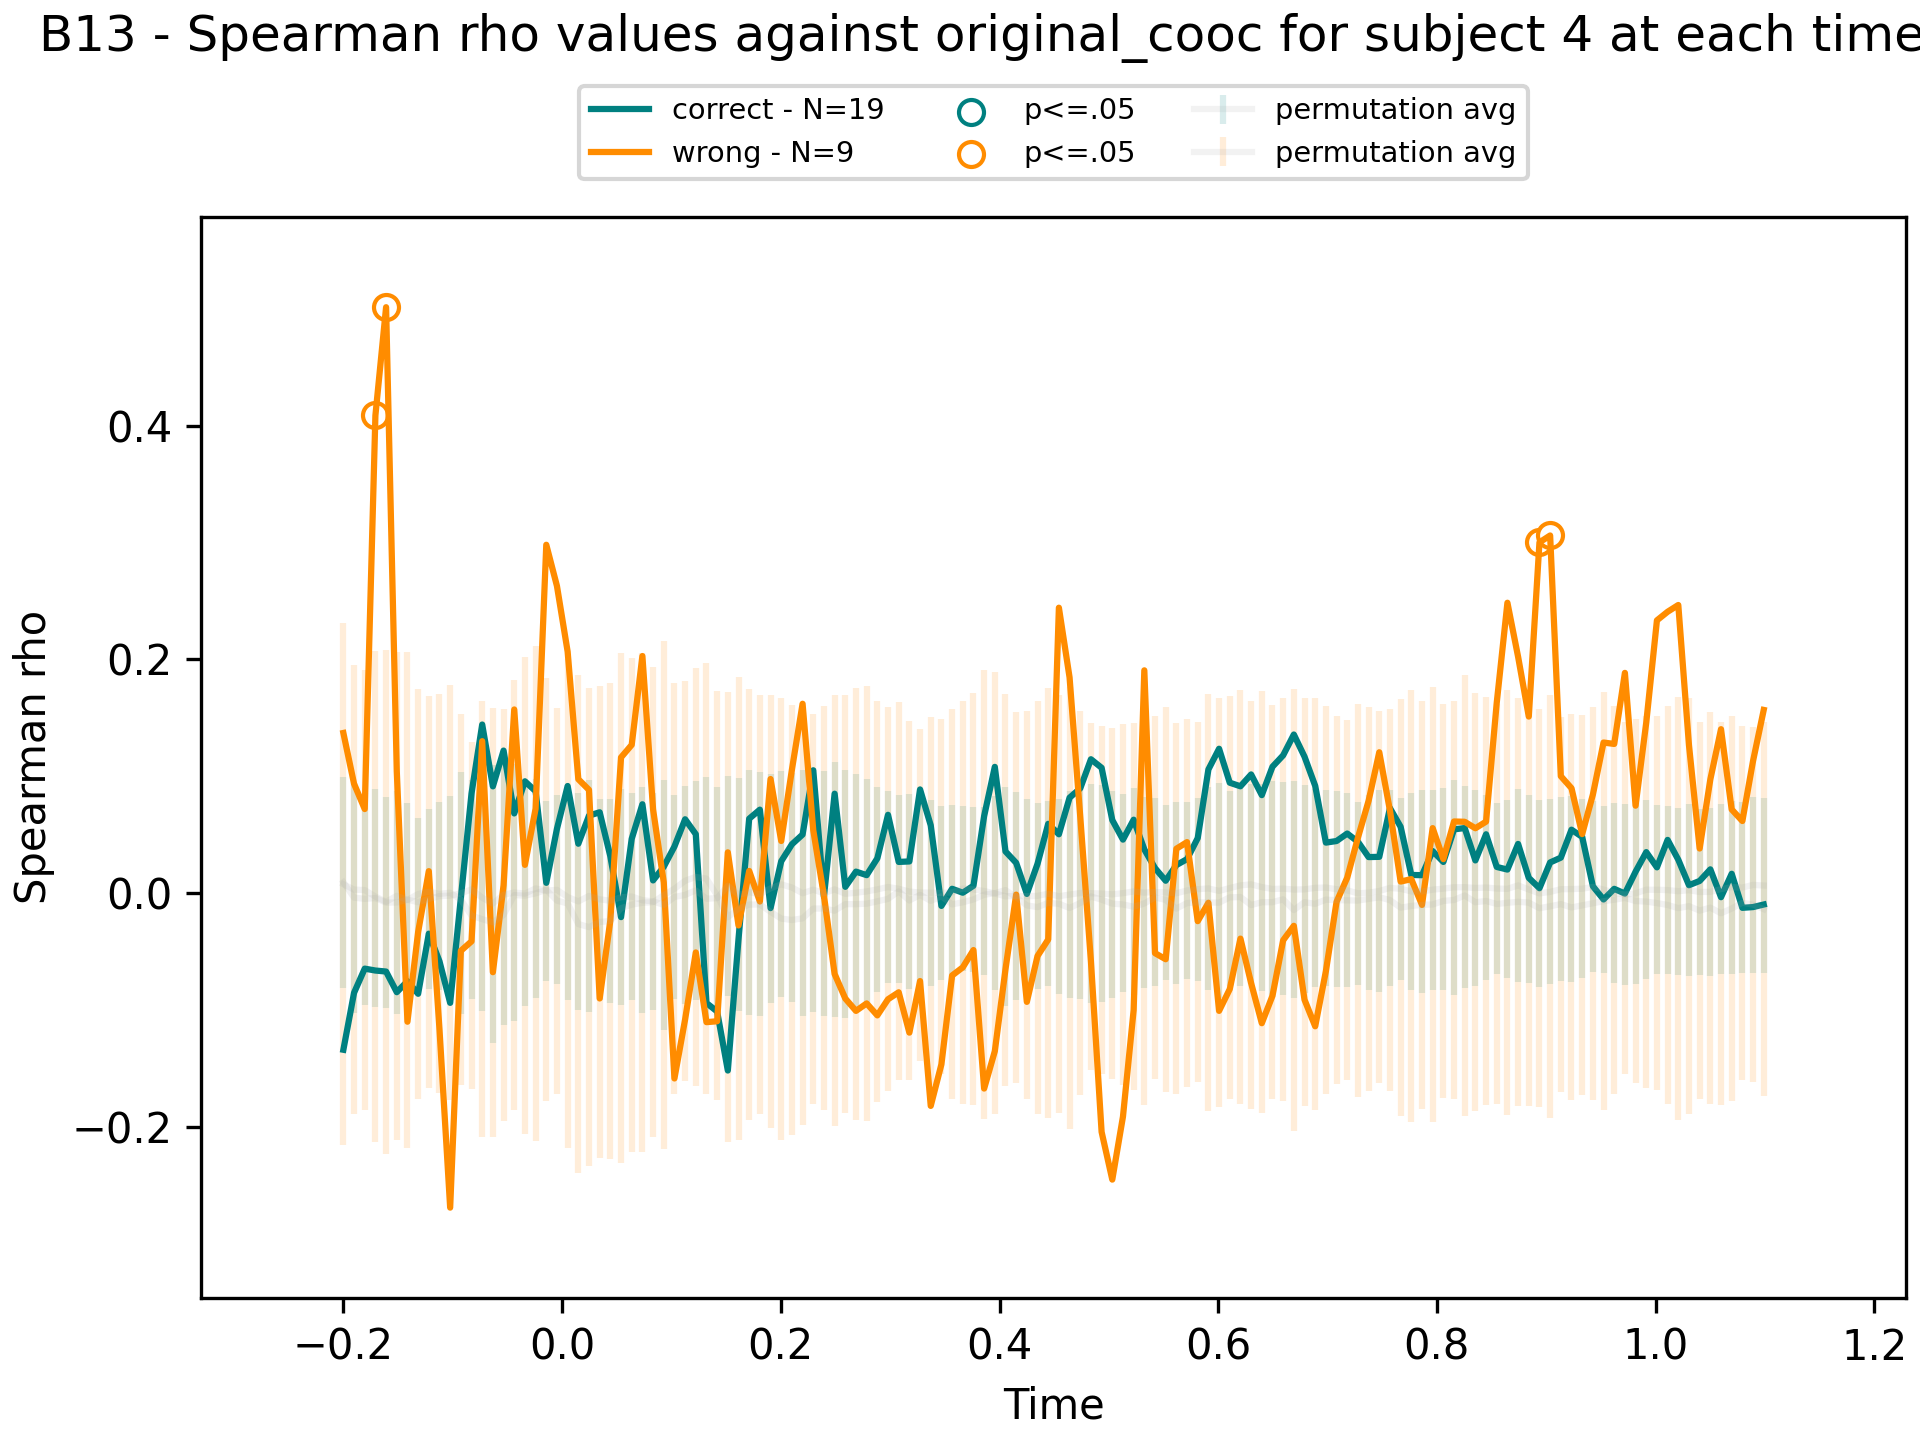 B13 - Spearman rho values against original_cooc for subject 4 at each time
correct - N=19
wrong - N=9
p<=.05
p<=.05
permutation avg
permutation avg
Spearman rho
0.4
0.2
0.0
−0.2
−0.2
0.0
0.2
0.4
0.6
0.8
1.0
1.2
Time